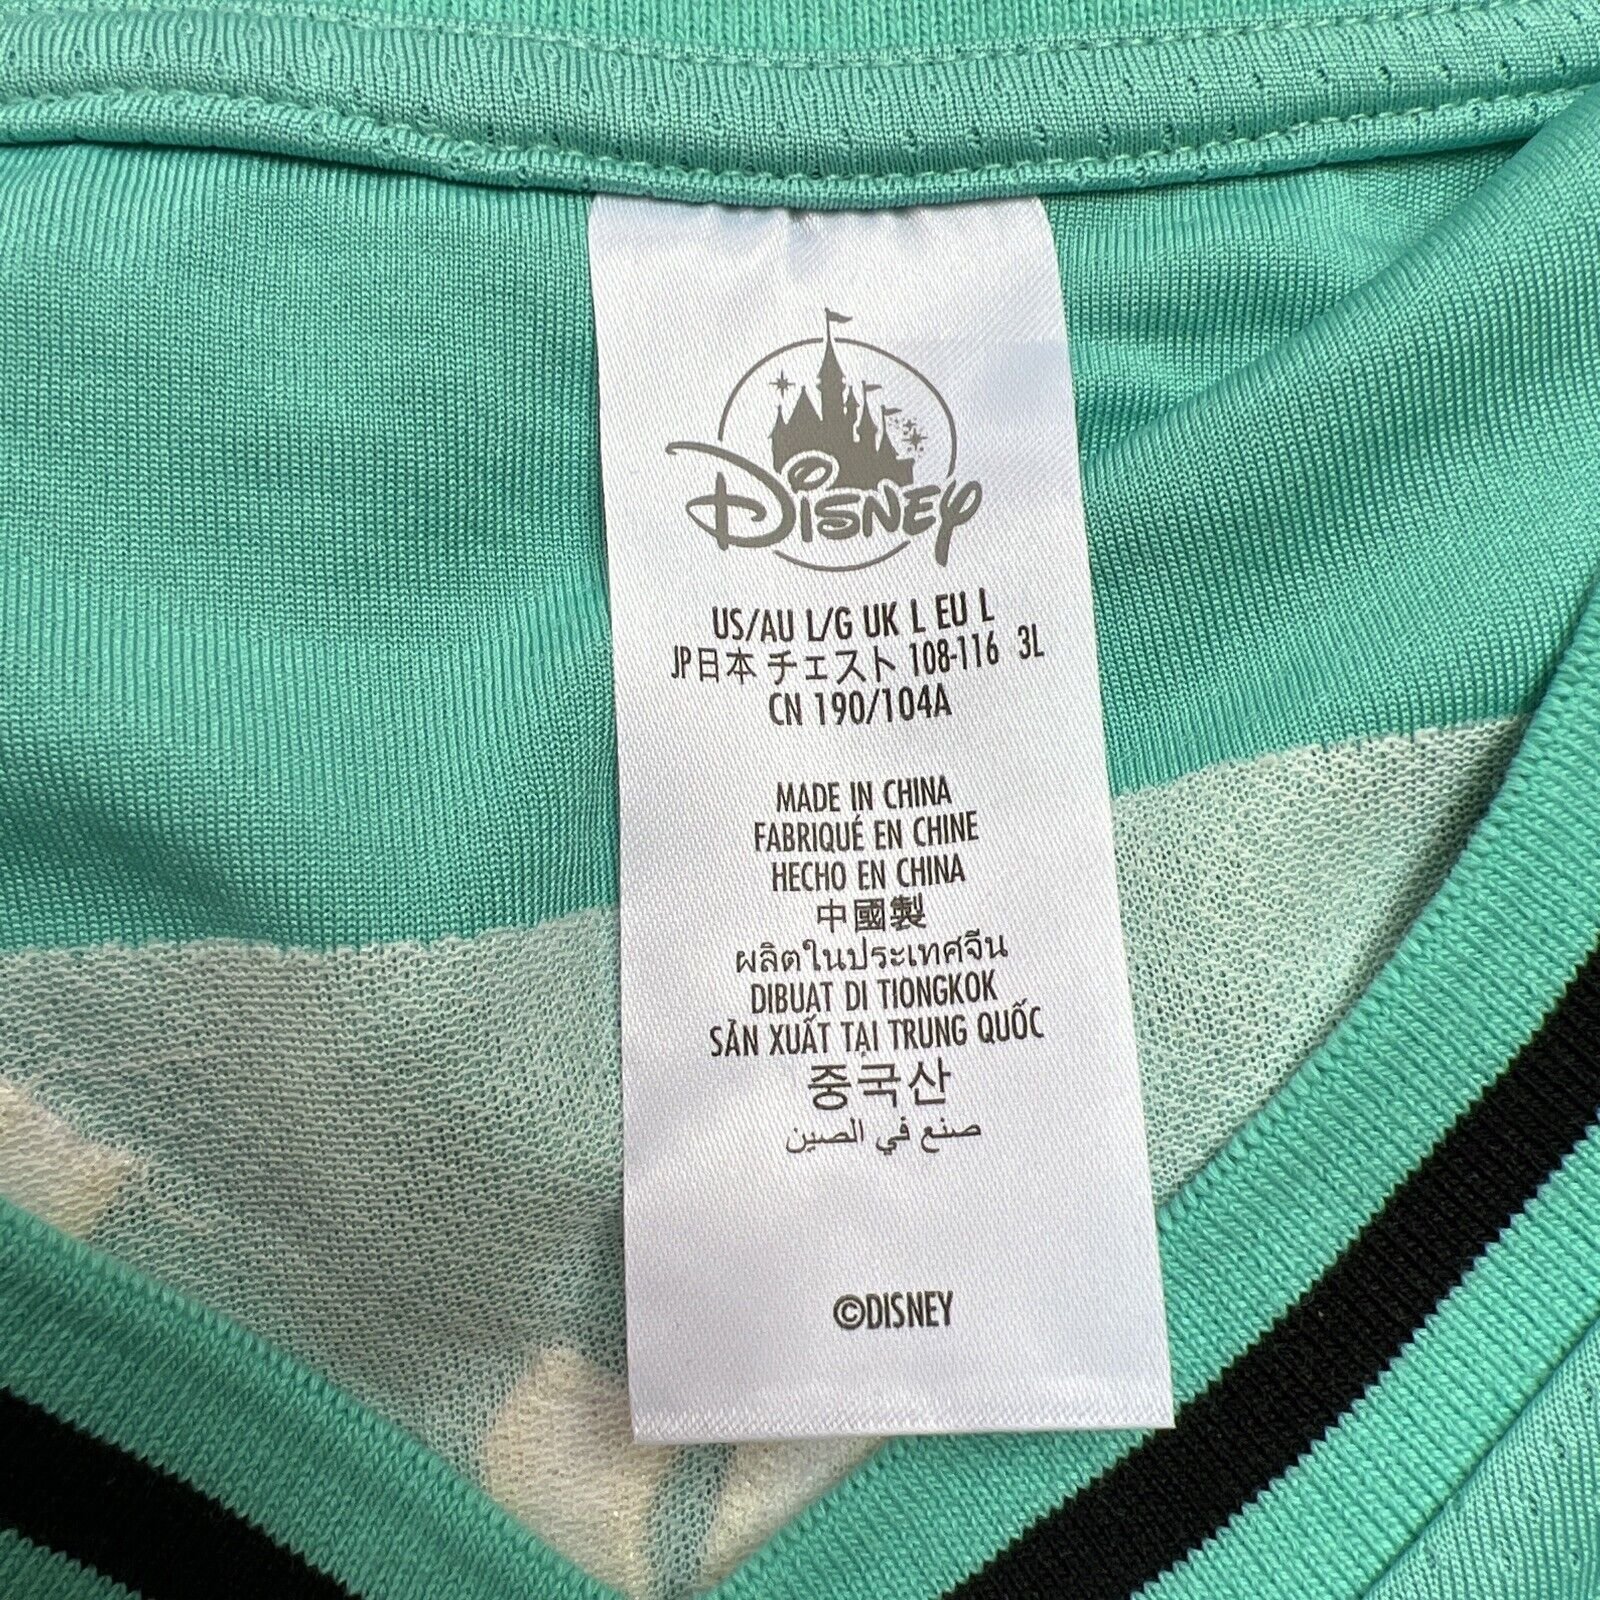 Disney
US/AU L/G UK L EU L
JP日本 チェスト 108-116 3L
CN 190/104A
MADE IN CHINA
FABRIQUÉ EN CHINE
HECHO EN CHINA
中國製
ผลิตในประเทศจีน
DIBUAT DI TIONGKOK
SẢN XUẤT TẠI TRUNG QUỐC
중국산
صنع في الصين
©DISNEY